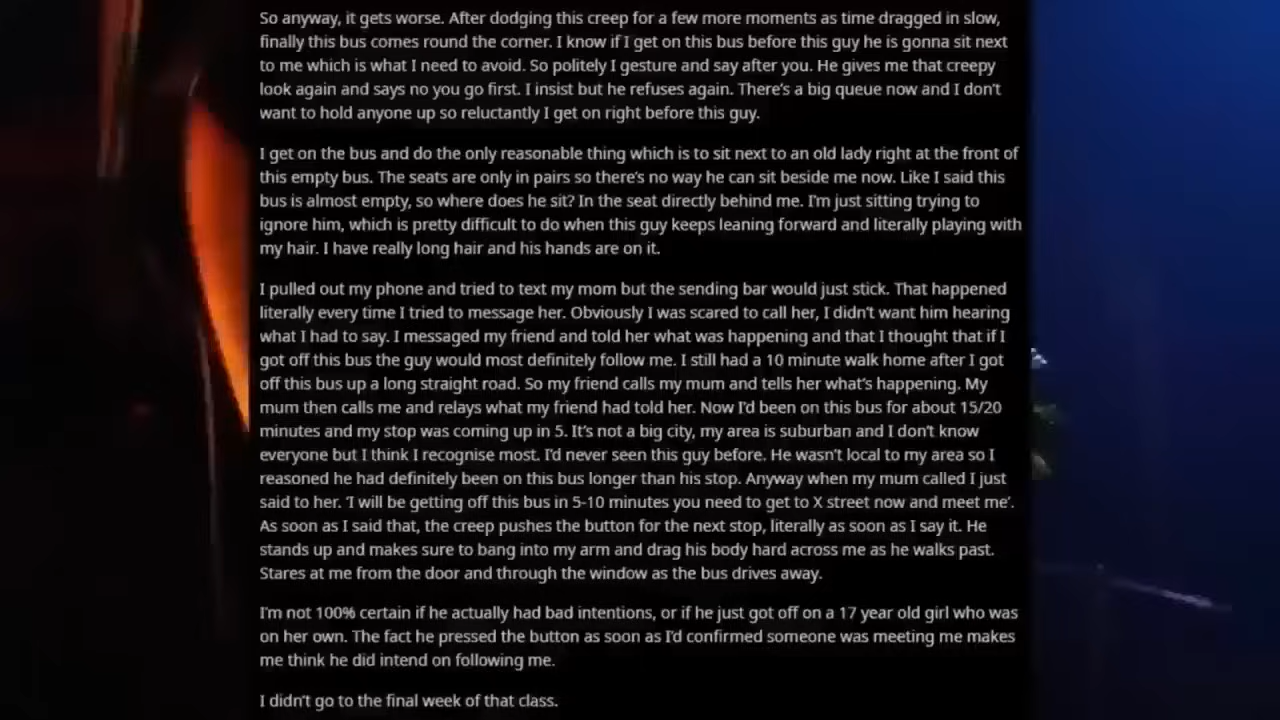 So anyway, it gets worse. After dodging this creep for a few more moments as time dragged in slow,
finally this bus comes round the corner. I know if I get on this bus before this guy he is gonna sit next
to me which is what I need to avoid. So politely I gesture and say after you. He gives me that creepy
look again and says no you go first. I insist but he refuses again. There's a big queue now and I don't
want to hold anyone up so reluctantly I get on right before this guy.
I get on the bus and do the only reasonable thing which is to sit next to an old lady right at the front of
this empty bus. The seats are only in pairs so there's no way he can sit beside me now. Like I said this
bus is almost empty, so where does he sit? In the seat directly behind me. I'm just sitting trying to
ignore him, which is pretty difficult to do when this guy keeps leaning forward and literally playing with
my hair. I have really long hair and his hands are on it.
I pulled out my phone and tried to text my mom but the sending bar would just stick. That happened
literally every time I tried to message her. Obviously I was scared to call her, I didn't want him hearing
what I had to say. I messaged my friend and told her what was happening and that I thought that if I
got off this bus the guy would most definitely follow me. I still had a 10 minute walk home after I got
off this bus up a long straight road. So my friend calls my mum and tells her what's happening. My
mum then calls me and relays what my friend had told her. Now I'd been on this bus for about 15/20
minutes and my stop was coming up in 5. It's not a big city, my area is suburban and I don't know
everyone but I think I recognise most. I'd never seen this guy before. He wasn't local to my area so I
reasoned he had definitely been on this bus longer than his stop. Anyway when my mum called I just
said to her. 'I will be getting off this bus in 5-10 minutes you need to get to X street now and meet me'.
As soon as I said that, the creep pushes the button for the next stop, literally as soon as I say it. He
stands up and makes sure to bang into my arm and drag his body hard across me as he walks past.
Stares at me from the door and through the window as the bus drives away.
I'm not 100% certain if he actually had bad intentions, or if he just got off on a 17 year old girl who was
on her own. The fact he pressed the button as soon as I'd confirmed someone was meeting me makes
me think he did intend on following me.
I didn't go to the final week of that class.